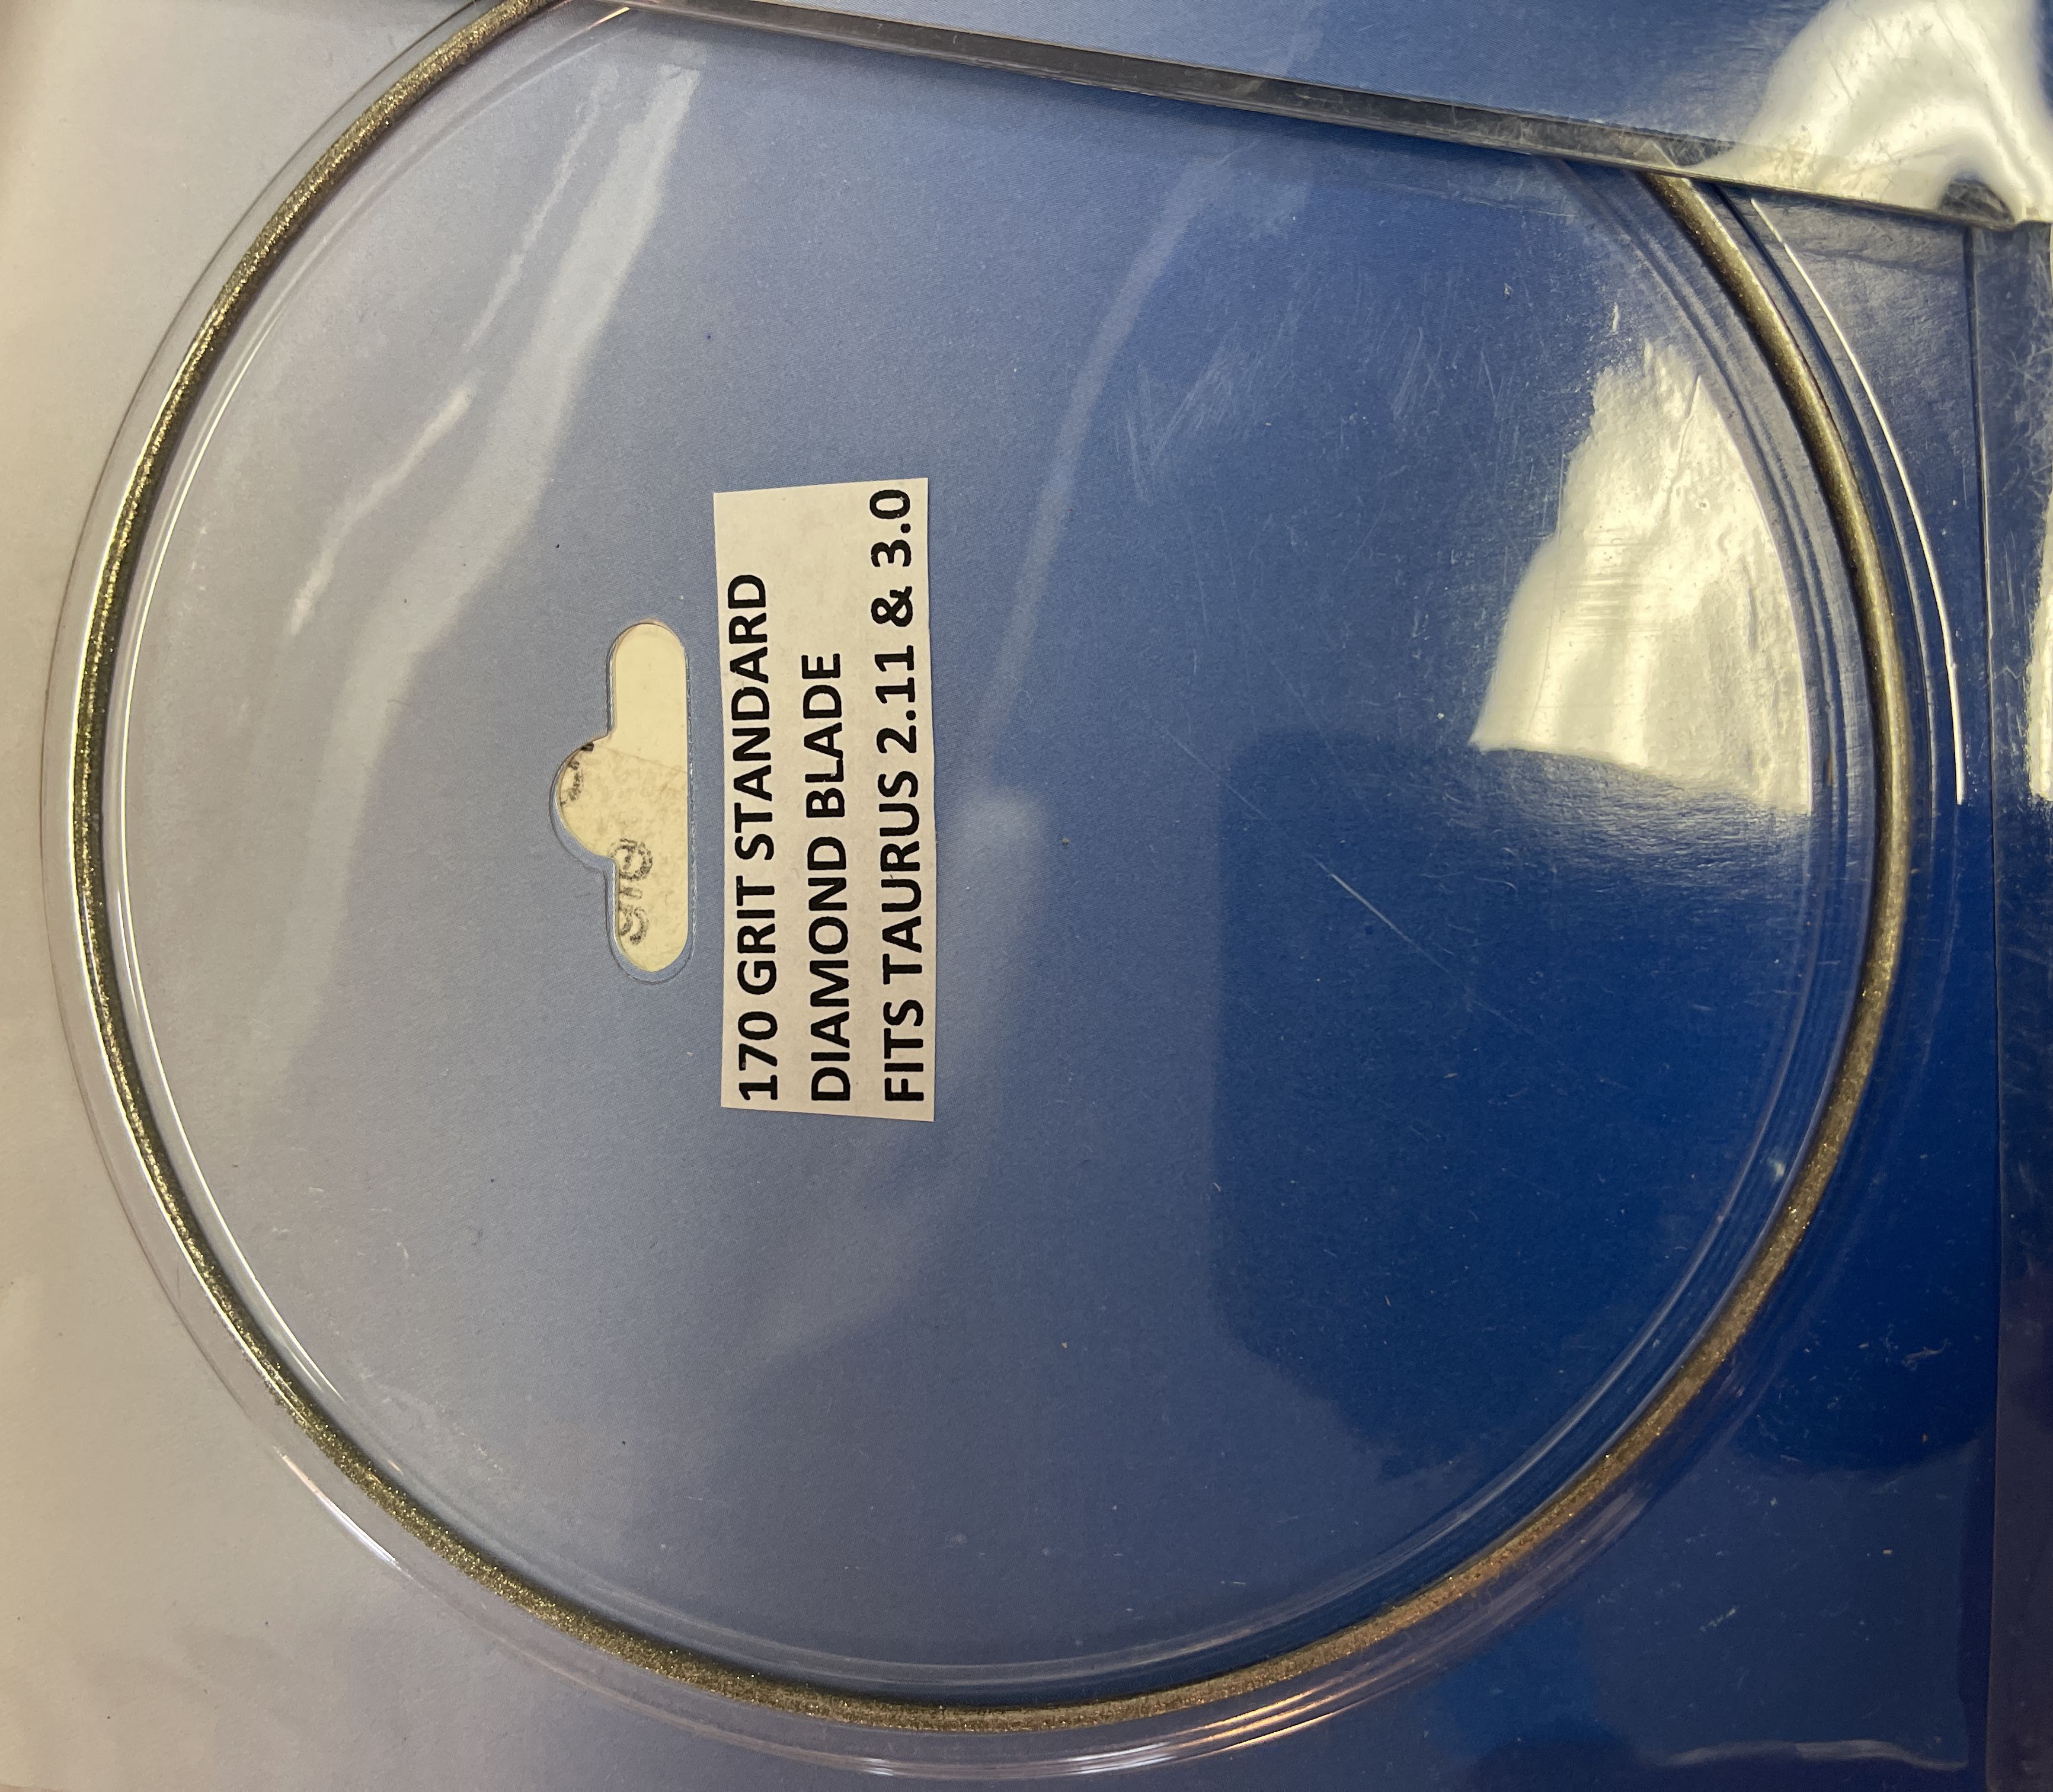 170 GRIT STANDARD
DIAMOND BLADE
FITS TAURUS 2.11 & 3.0